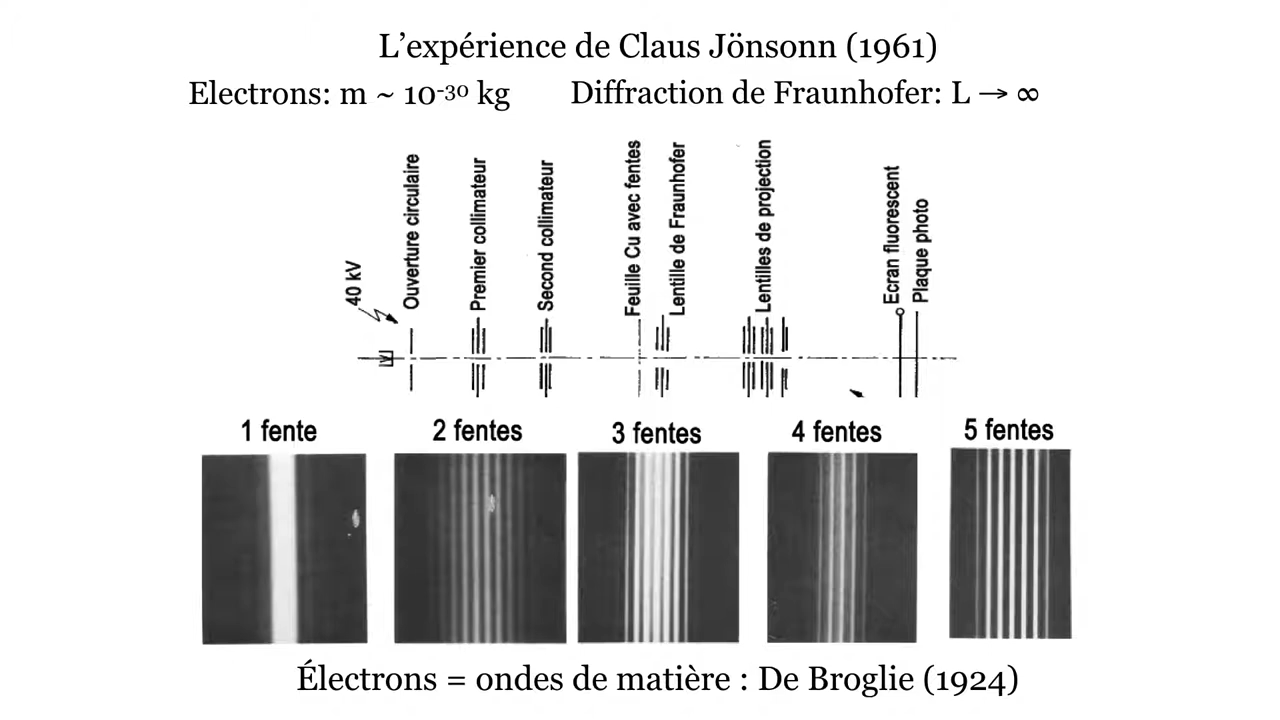 L’expérience de Claus Jönsonn (1961)
Electrons: m ~ 10⁻³⁰ kg
Diffraction de Fraunhofer: L → ∞
40 kV
Ouverture circulaire
Premier collimateur
Second collimateur
Feuille Cu avec fentes
Lentille de Fraunhofer
Lentilles de projection
Ecran fluorescent
Plaque photo
1 fente
2 fentes
3 fentes
4 fentes
5 fentes
Électrons = ondes de matière : De Broglie (1924)